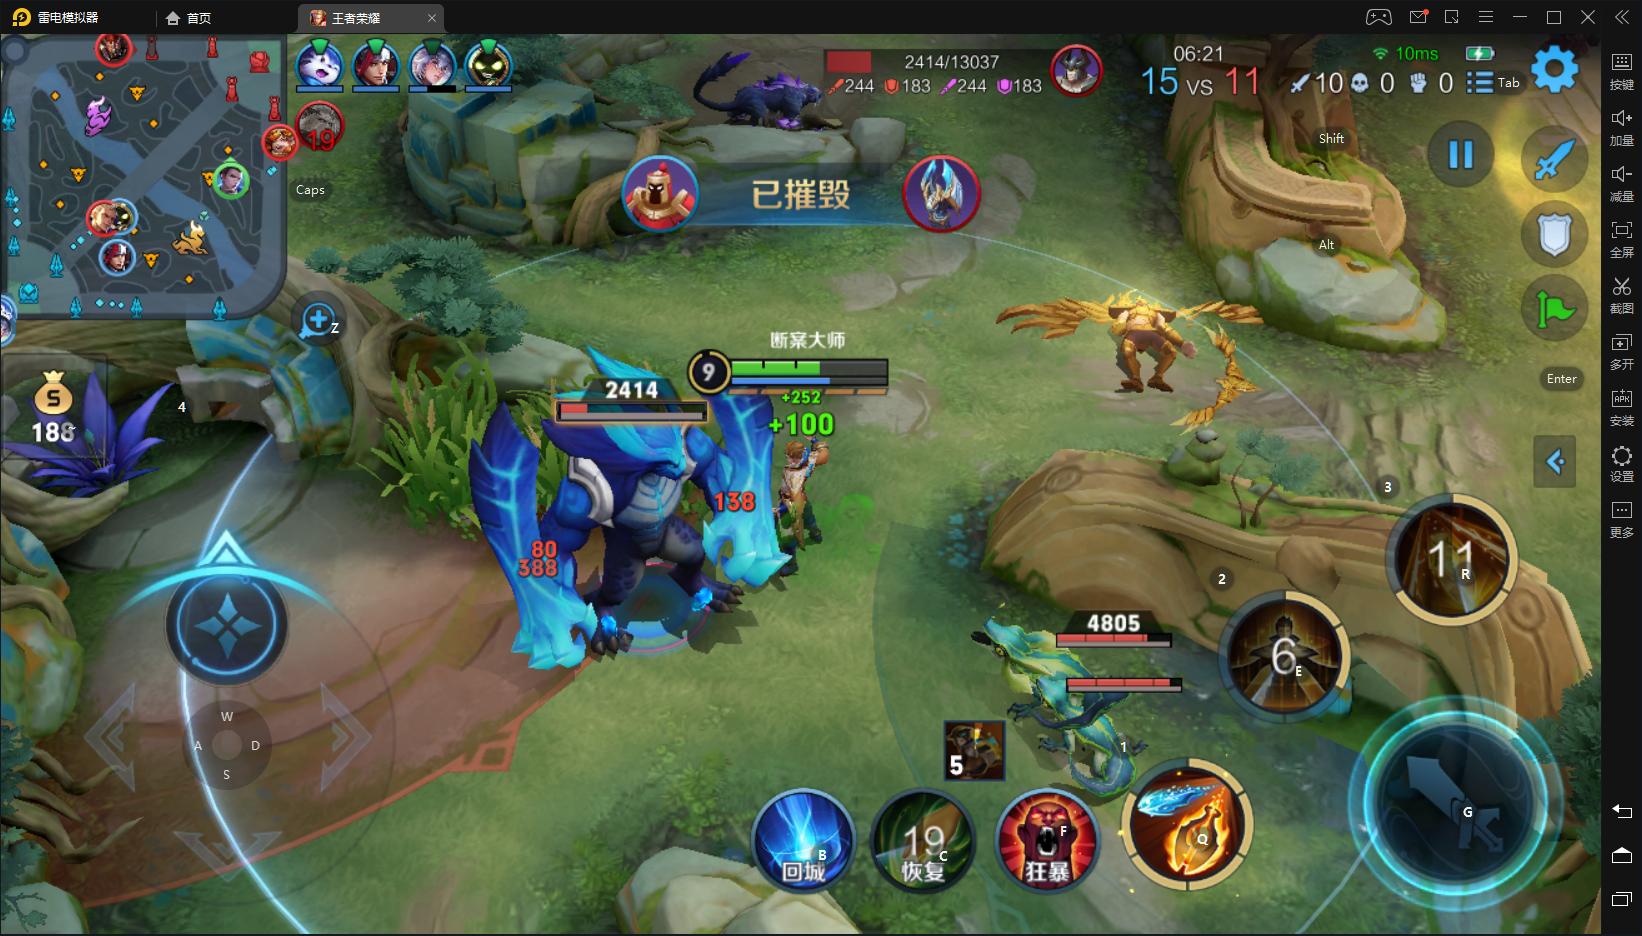 雷电模拟器
首页
王者荣耀
2414/13037
244 183 244 183
06:21
15 VS 11
10ms
10 0 0 Tab
按键
加量
减量
全屏
截图
多开
安装
设置
更多
19
Caps
已摧毁
Shift
Alt
Enter
Z
S
188
4
断案大师
9
2414
+252
+100
138
80
388
3
11
R
2
4805
6
E
W
A D
S
1
5
Q
G
B
回城
19
C
恢复
F
狂暴
APK